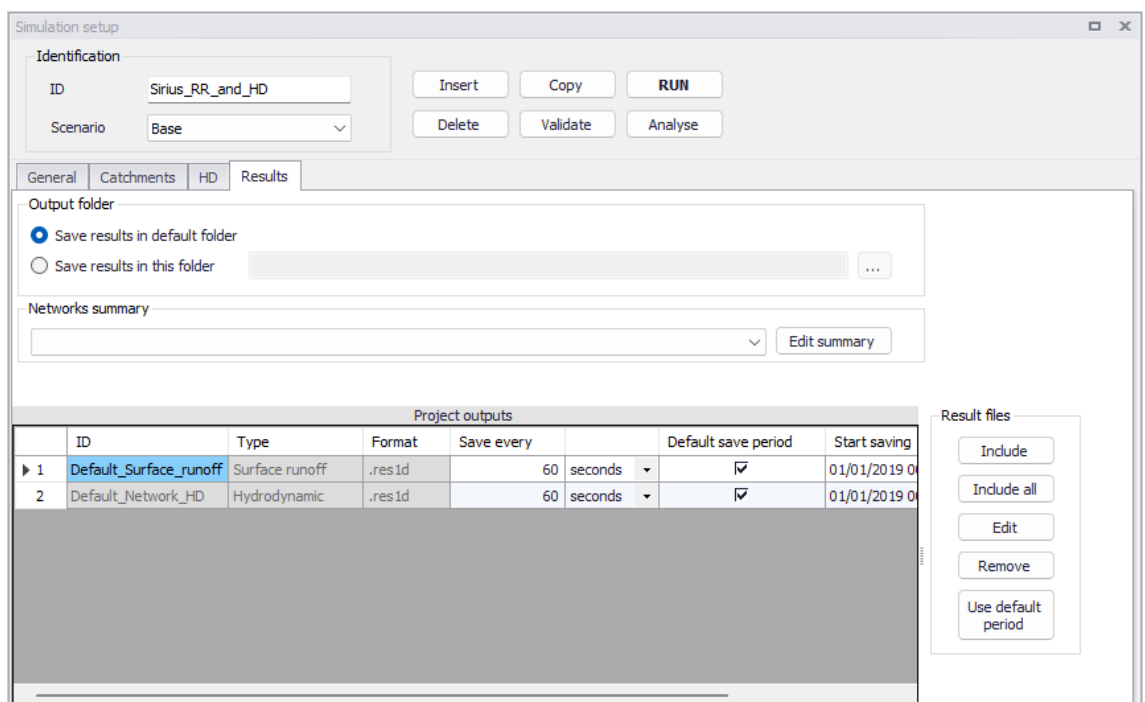 Simulation setup
Identification
ID Sirius_RR_and_HD Insert Copy RUN
Scenario Base Delete Validate Analyse
General Catchments HD Results
Output folder
Save results in default folder
Save results in this folder ...
Networks summary
Edit summary
Project outputs
ID Type Format Save every Default save period Start saving
1 Default_Surface_runoff Surface runoff .res1d 60 seconds 01/01/2019 0
2 Default_Network_HD Hydrodynamic .res1d 60 seconds 01/01/2019 0
Result files
Include
Include all
Edit
Remove
Use default
period